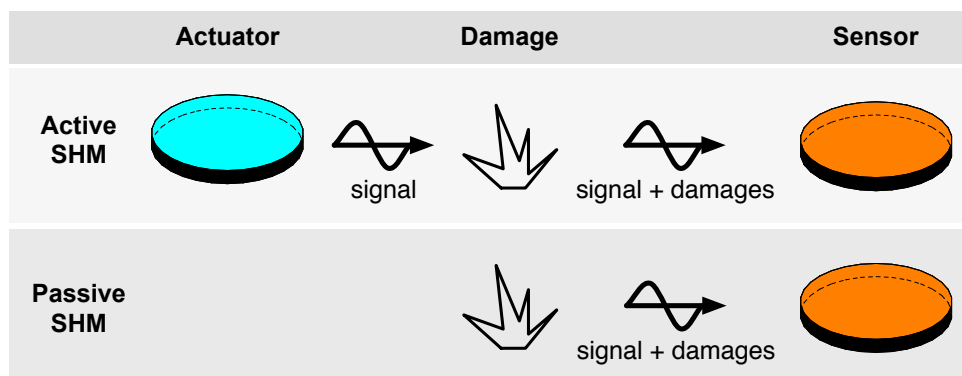 Actuator Damage Sensor
Active
SHM
signal
signal + damages
Passive
SHM
signal + damages